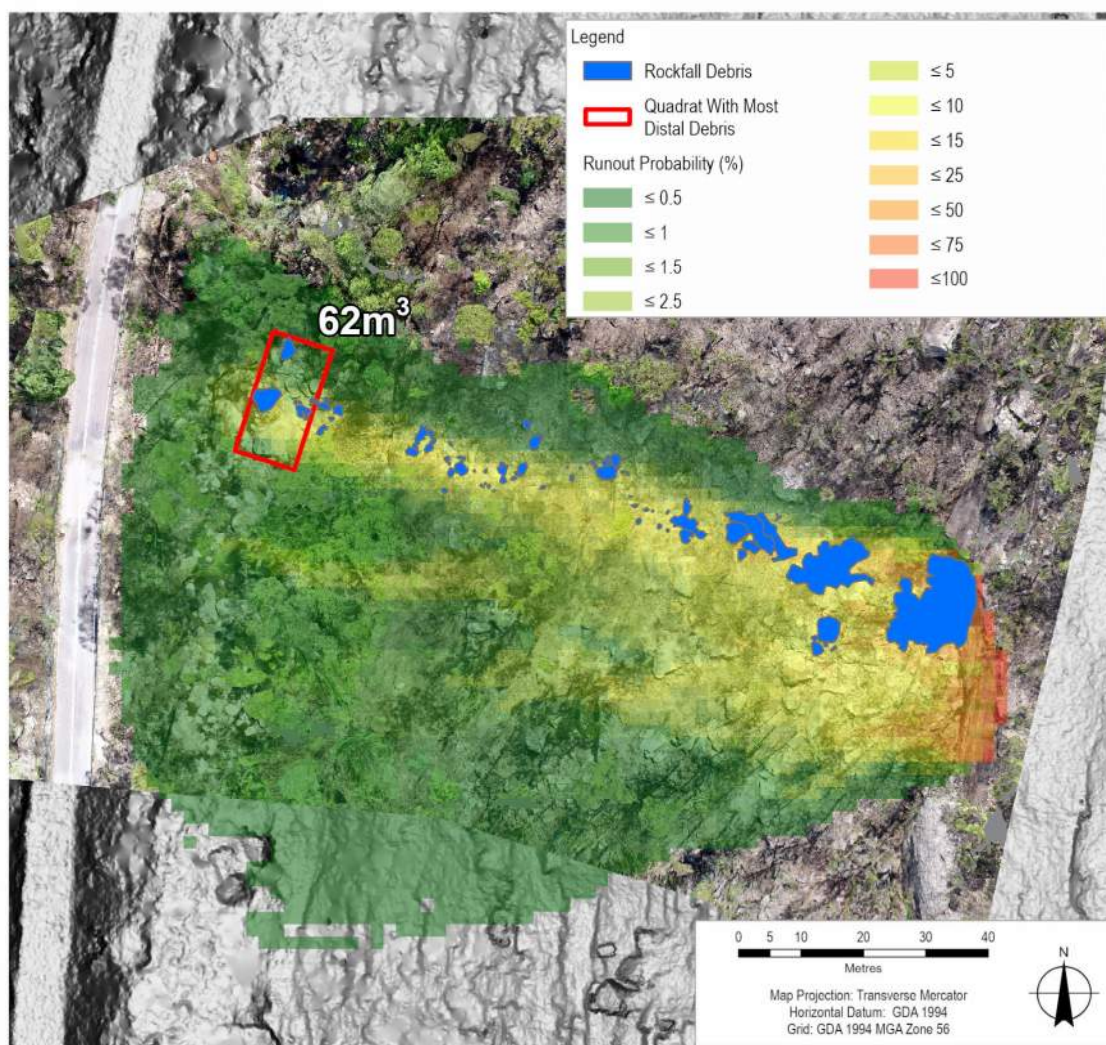 Legend
Rockfall Debris
Quadrat With Most
Distal Debris
Runout Probability (%)
≤ 0.5
≤ 1
≤ 1.5
≤ 2.5
≤ 5
≤ 10
≤ 15
≤ 25
≤ 50
≤ 75
≤100
62m³
0 5 10 20 30 40
Metres
Map Projection: Transverse Mercator
Horizontal Datum: GDA 1994
Grid: GDA 1994 MGA Zone 56
N